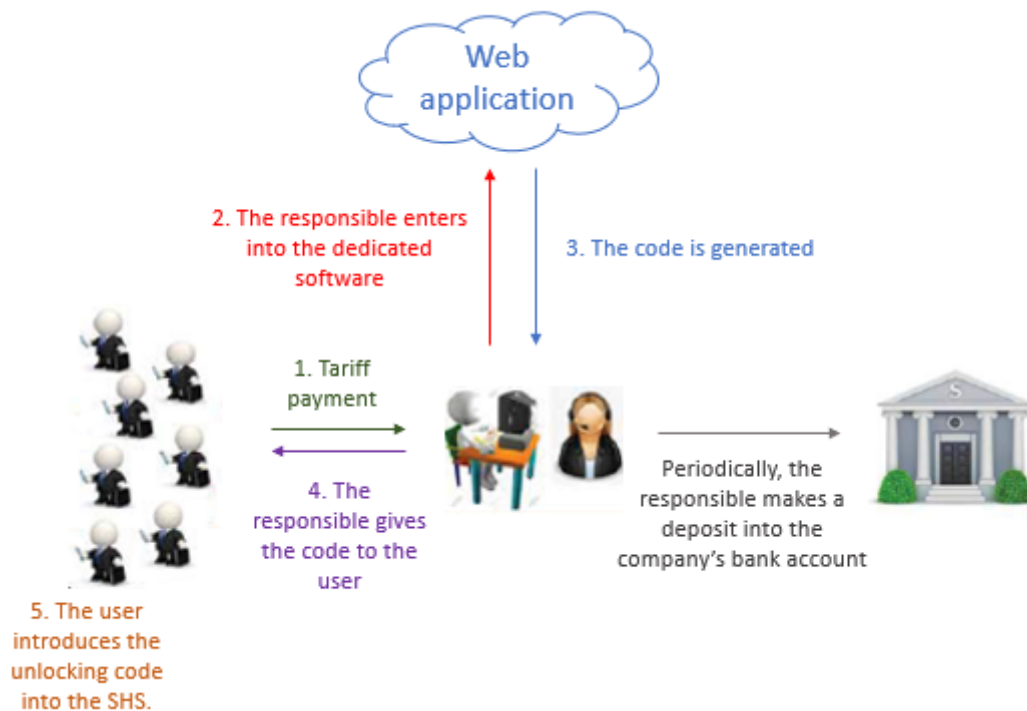 Web
application
2. The responsible enters
into the dedicated
software
3. The code is generated
1. Tariff
payment
4. The
responsible gives
the code to the
user
Periodically, the
responsible makes a
deposit into the
company's bank account
S
5. The user
introduces the
unlocking code
into the SHS.